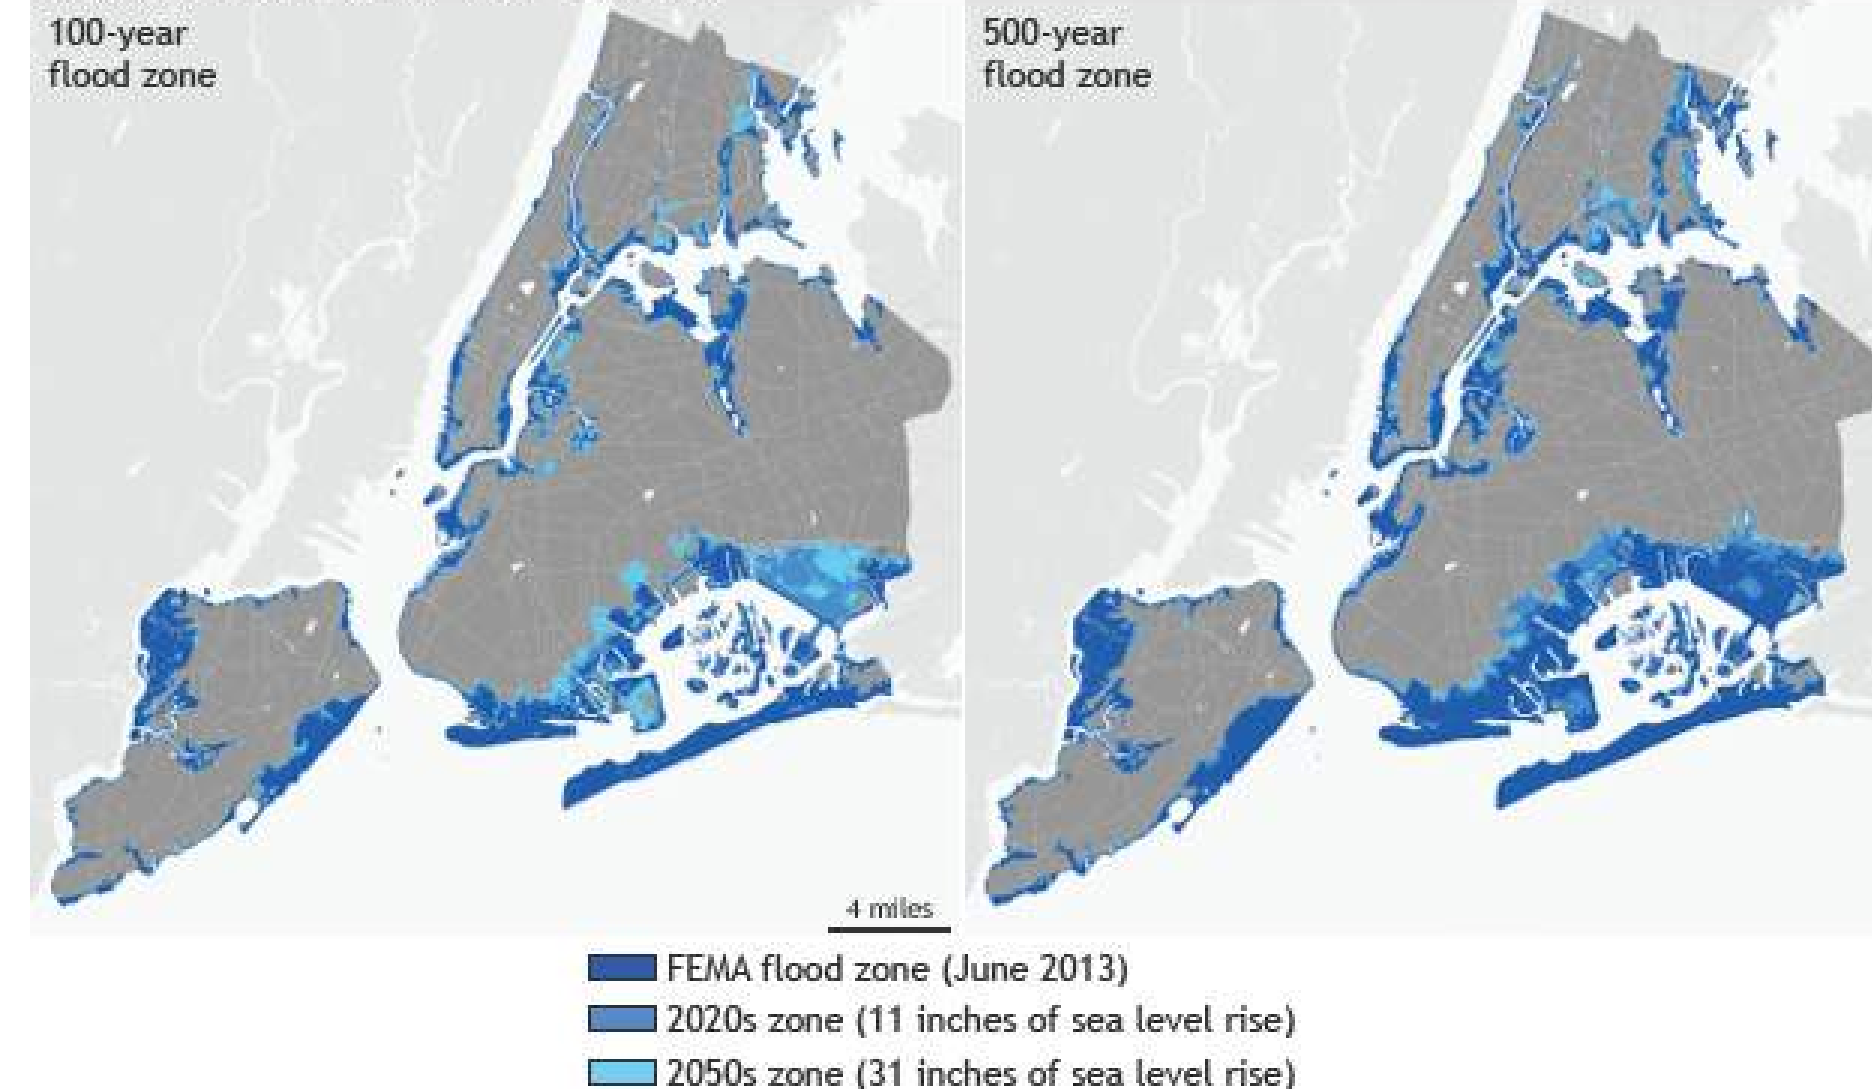 100-year
flood zone
500-year
flood zone
4 miles
FEMA flood zone (June 2013)
2020s zone (11 inches of sea level rise)
2050s zone (31 inches of sea level rise)